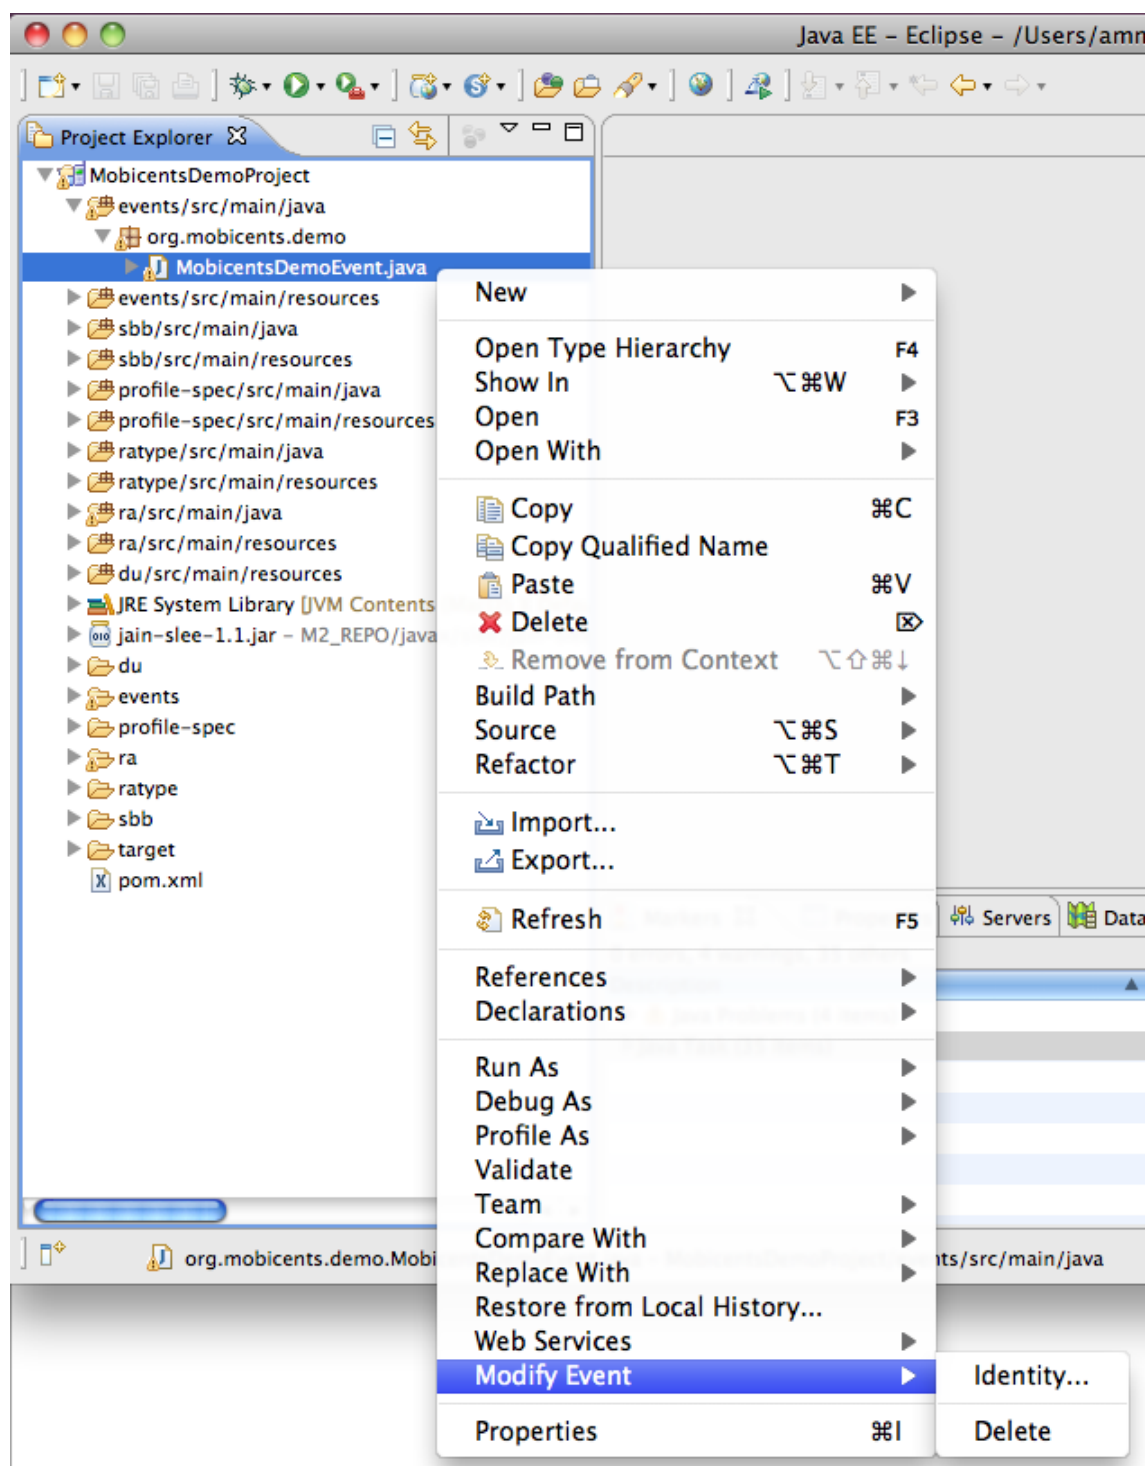 Java EE – Eclipse – /Users/amm
Project Explorer
MobicentsDemoProject
events/src/main/java
org.mobicents.demo
MobicentsDemoEvent.java
events/src/main/resources
sbb/src/main/java
sbb/src/main/resources
profile-spec/src/main/java
profile-spec/src/main/resources
ratype/src/main/java
ratype/src/main/resources
ra/src/main/java
ra/src/main/resources
du/src/main/resources
JRE System Library [JVM Contents
jain-slee-1.1.jar – M2_REPO/java
du
events
profile-spec
ra
ratype
sbb
target
pom.xml
New
Open Type Hierarchy F4
Show In ⌥⌘W
Open F3
Open With
Copy ⌘C
Copy Qualified Name
Paste ⌘V
Delete ⌦
Remove from Context ⌥⇧⌘↓
Build Path
Source ⌥⌘S
Refactor ⌥⌘T
Import...
Export...
Refresh F5
References
Declarations
Run As
Debug As
Profile As
Validate
Team
Compare With
Replace With
Restore from Local History...
Web Services
Modify Event
Properties ⌘I
Identity...
Delete
Servers Data
org.mobicents.demo.Mobi
nts/src/main/java